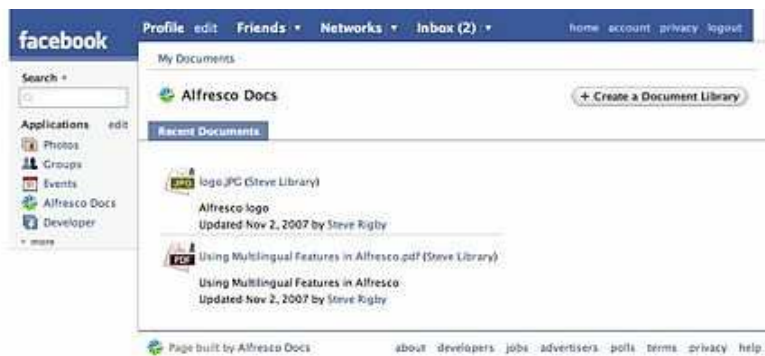 facebook
Profile edit Friends Networks Inbox (2) home account privacy logout
Search
Applications edit
Photos
Groups
Events
Alfresco Docs
Developer
more
My Documents
Alfresco Docs
+ Create a Document Library
Recent Documents
JPG
logo.JPG (Steve Library)
Alfresco logo
Updated Nov 2, 2007 by Steve Rigby
PDF
Using Multilingual Features in Alfresco.pdf (Steve Library)
Using Multilingual Features in Alfresco
Updated Nov 2, 2007 by Steve Rigby
Page built by Alfresco Docs about developers jobs advertisers polls terms privacy help